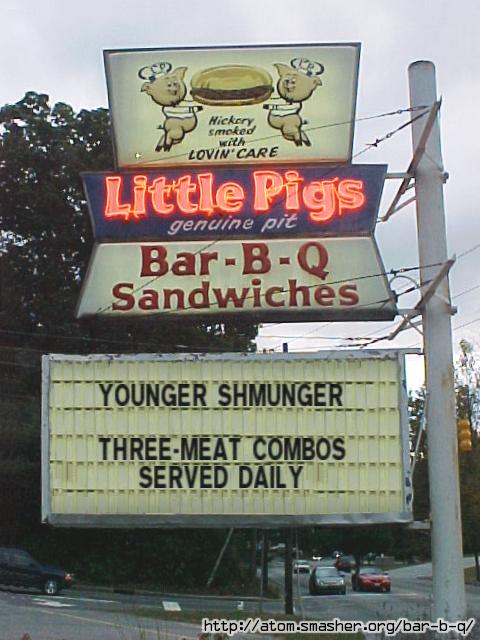 Hickory
smoked
with
LOVIN' CARE
Little Pigs
genuine pit
Bar-B-Q
Sandwiches
YOUNGER SHMUNGER
THREE-MEAT COMBOS
SERVED DAILY
http://atom.smasher.org/bar-b-q/